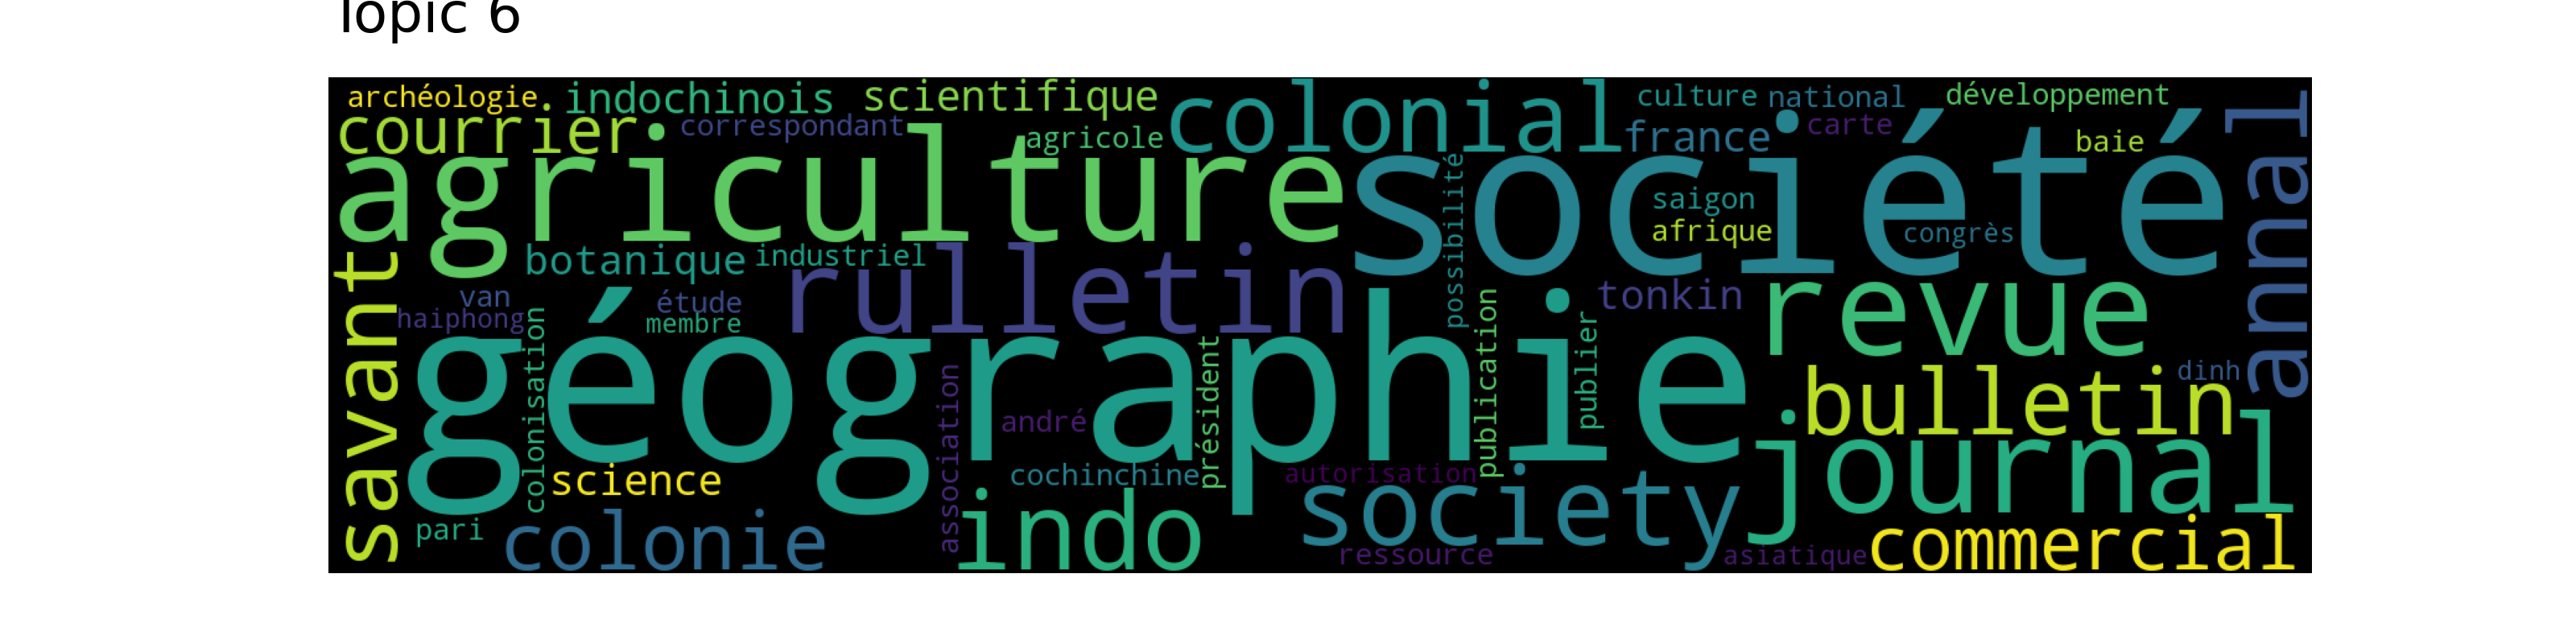 Topic 6
archéologie
indochinois
scientifique
colonial
culture
national
développement
annal
courrier
correspondant
agricole
france
carte
baie
agriculture
société
possibilité
saigon
afrique
congrès
savant
botanique
industriel
rulletin
van
étude
tonkin
revue
haiphong
membre
colonisation
géographie
président
publication
publier
association
andré
bulletin
dinh
journal
science
cochinchine
autorisation
society
pari
colonie
indo
ressource
asiatique
commercial